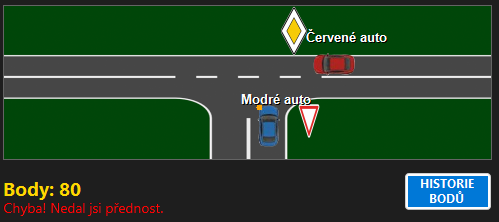 Červené auto
Modré auto
Body: 80
Chyba! Nedal jsi přednost.
HISTORIE
BODŮ